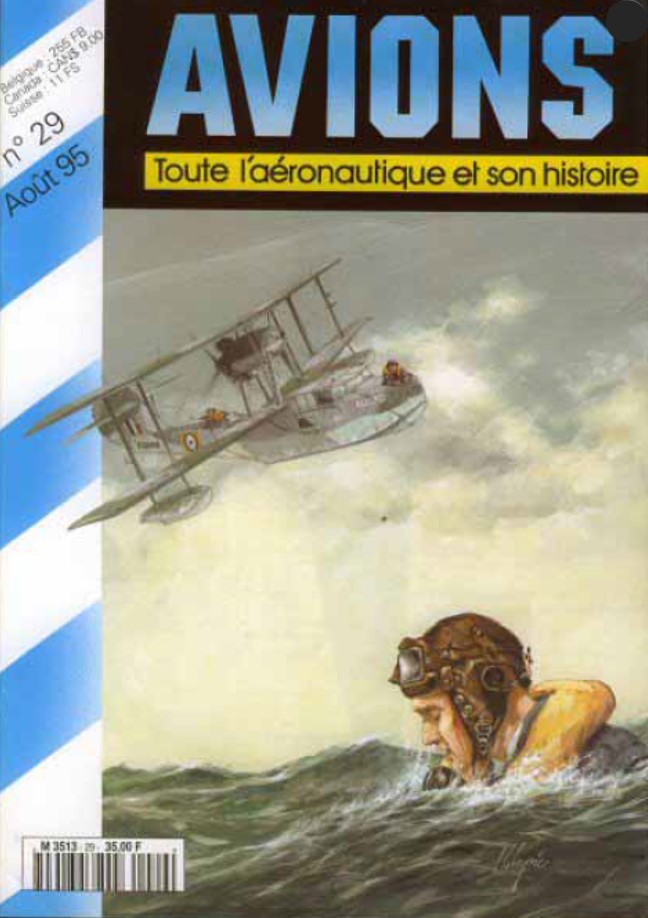 Belgique : 255 FB
Canada : CAN$ 9.00
Suisse : 11 FS
n° 29
Août 95
AVIONS
Toute l'aéronautique et son histoire
M 3513 - 29 - 35,00 F